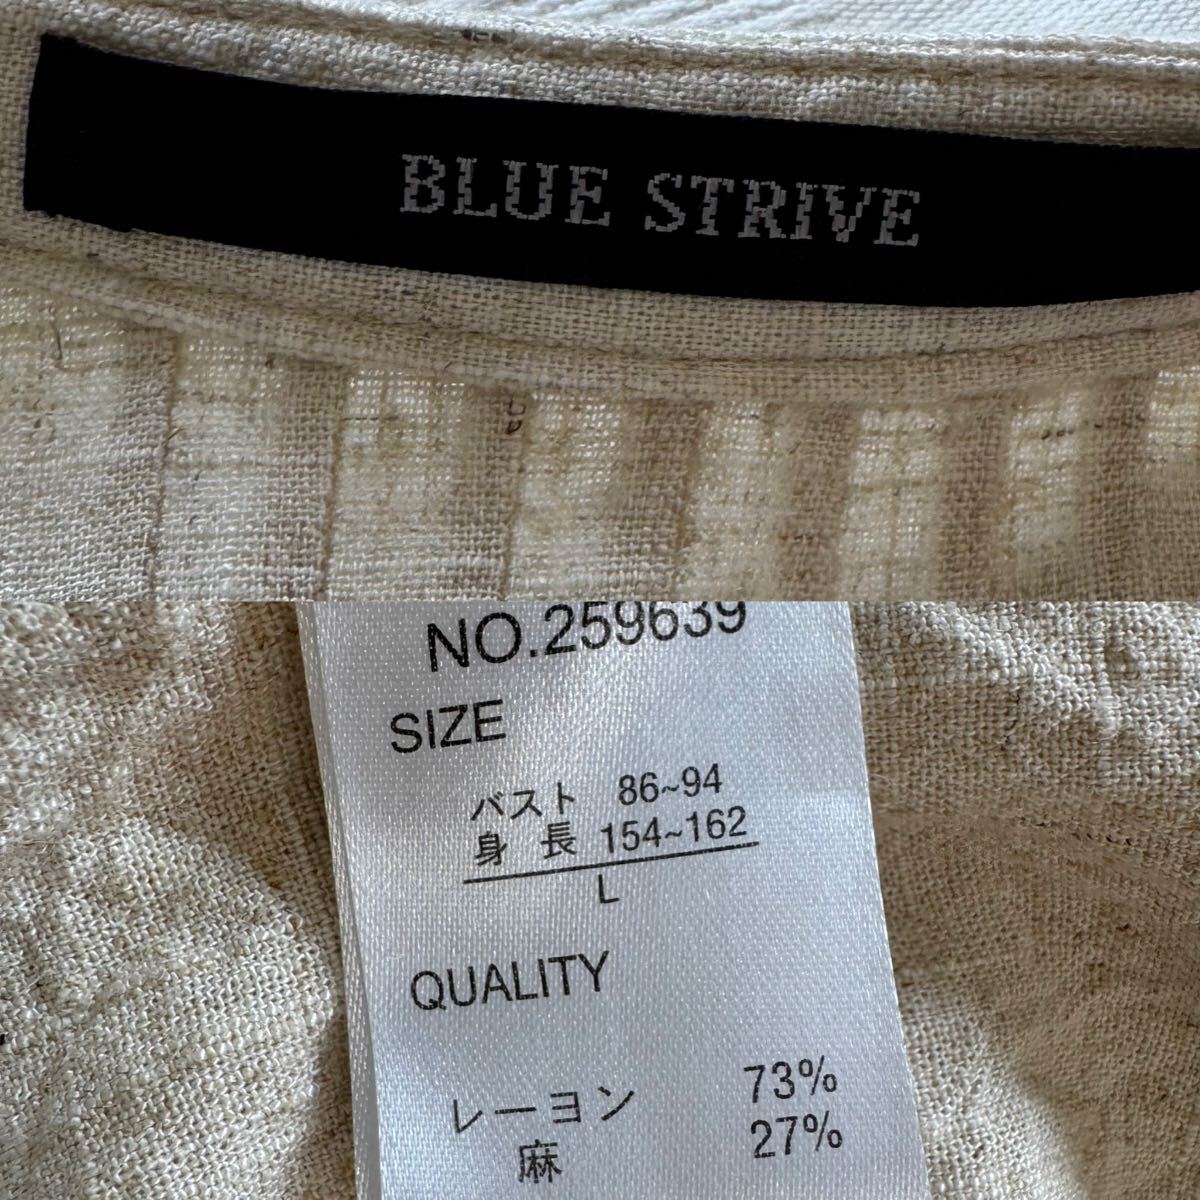 BLUE STRIVE
NO.259639
SIZE
バスト 86~94
身長 154~162
L
QUALITY
レーヨン 73%
麻 27%